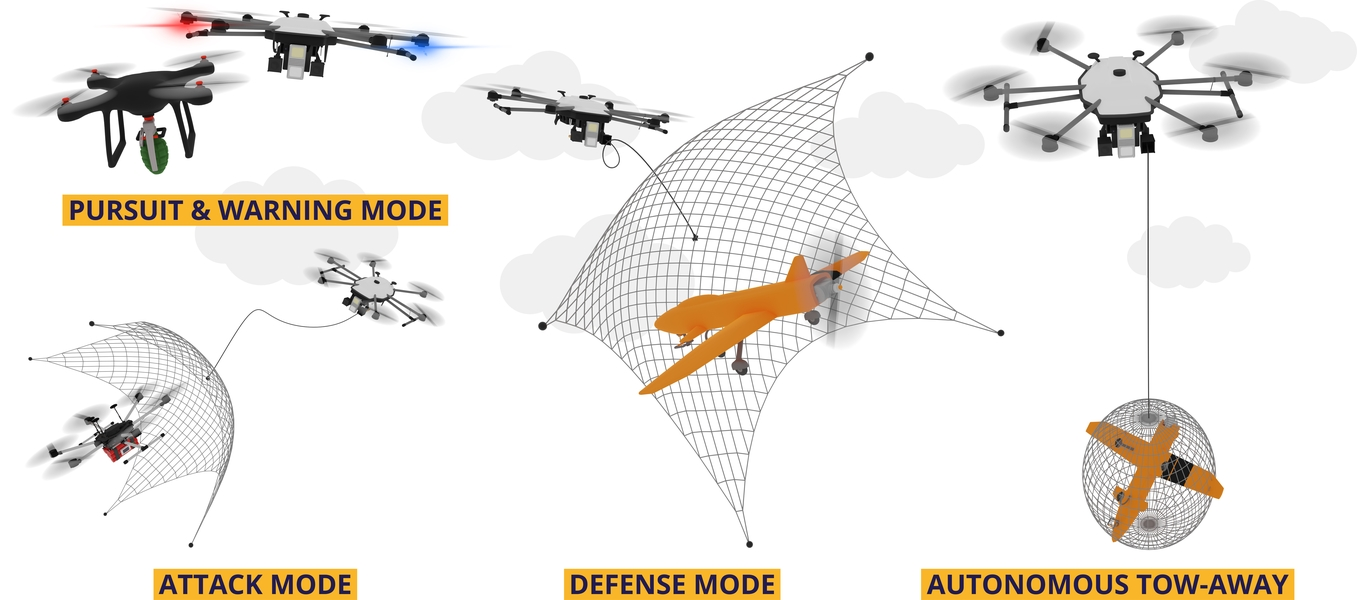 PURSUIT & WARNING MODE
ATTACK MODE
DEFENSE MODE
AUTONOMOUS TOW-AWAY